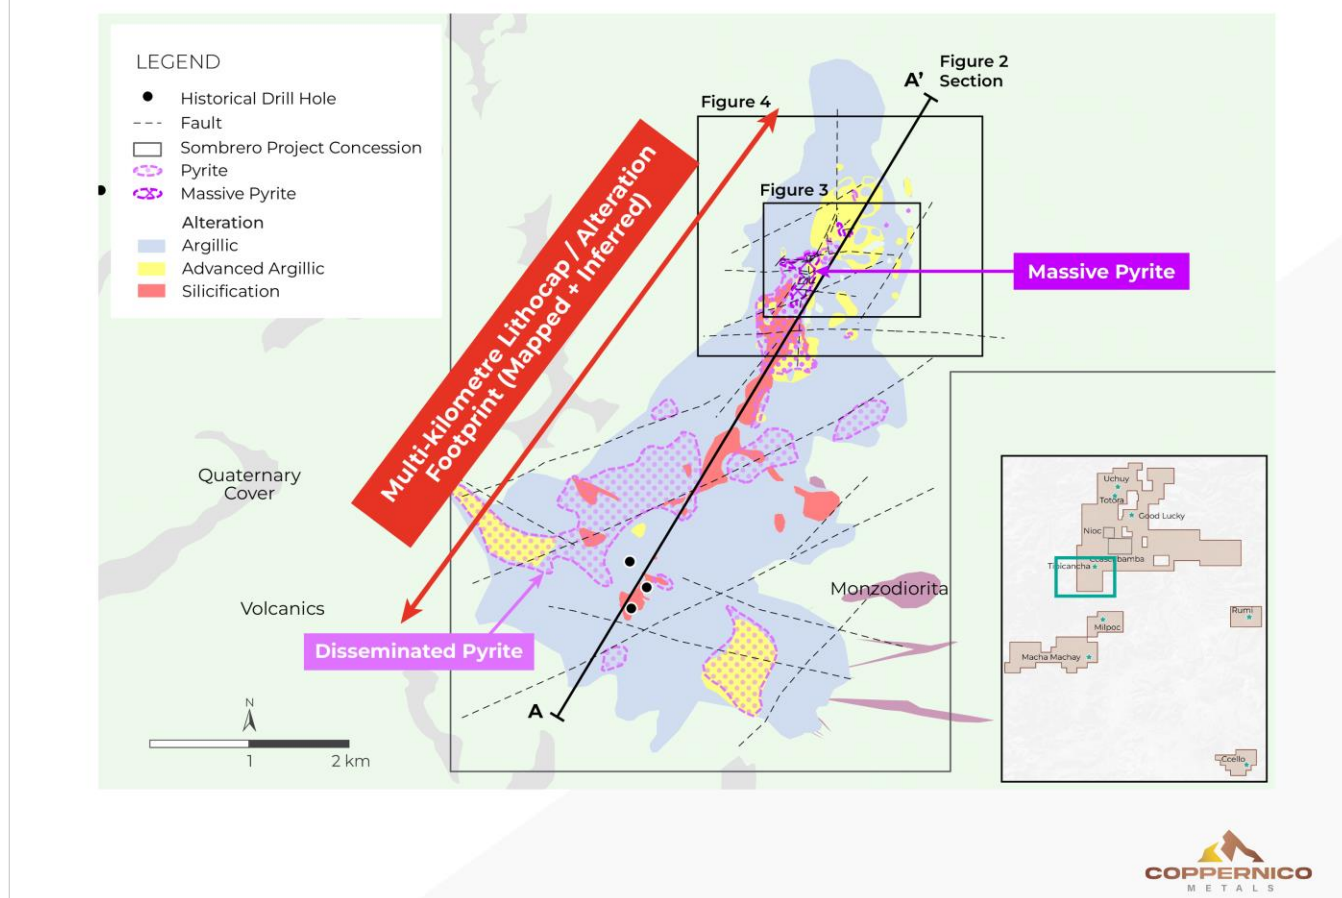 LEGEND
Historical Drill Hole
Fault
Sombrero Project Concession
Pyrite
Massive Pyrite
Alteration
Argillic
Advanced Argillic
Silicification
Figure 2
Section
A'
Figure 4
Figure 3
Multi-kilometre Lithocap / Alteration
Footprint (Mapped + Inferred)
Massive Pyrite
Quaternary
Cover
Volcanics
Monzodiorita
Disseminated Pyrite
A
N
1
2 km
Uchuy
Totora
Good Lucky
Nioc
Ccascabamba
Tipicancha
Rumi
Milpoc
Macha Machay
Ccello
COPPERNICO
METALS